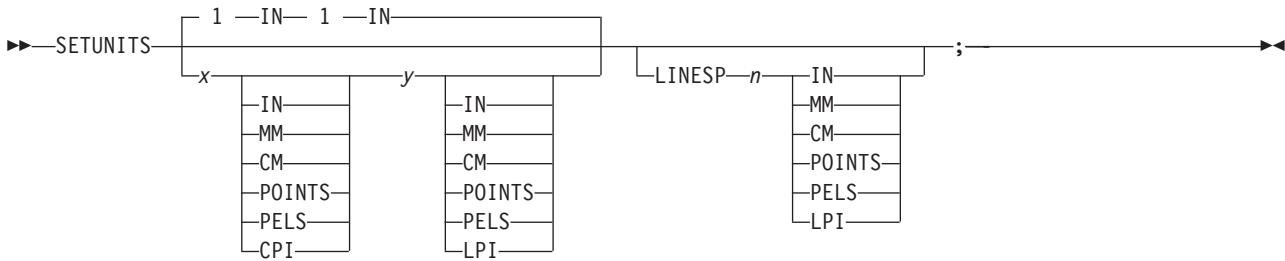 1 IN 1 IN
SETUNITS ;
x y LINESP n IN
IN IN MM
MM MM CM
CM CM POINTS
POINTS POINTS PELS
PELS PELS LPI
CPI LPI